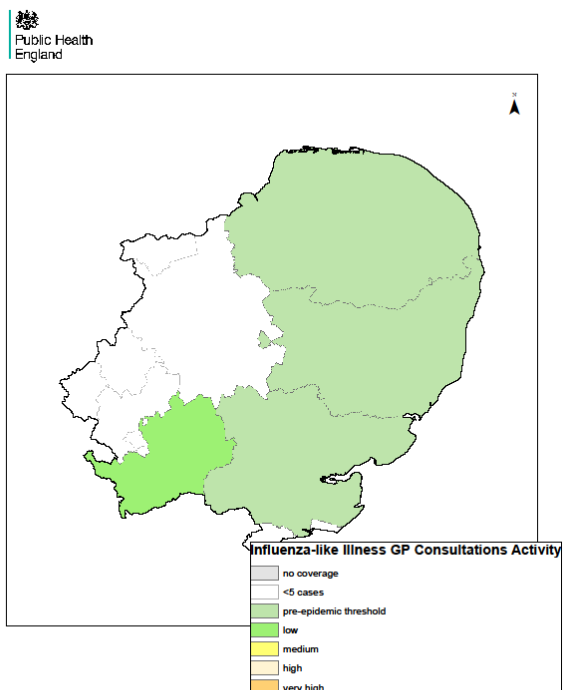 Public Health
England
N
Influenza-like Illness GP Consultations Activity
no coverage
<5 cases
pre-epidemic threshold
low
medium
high
very high